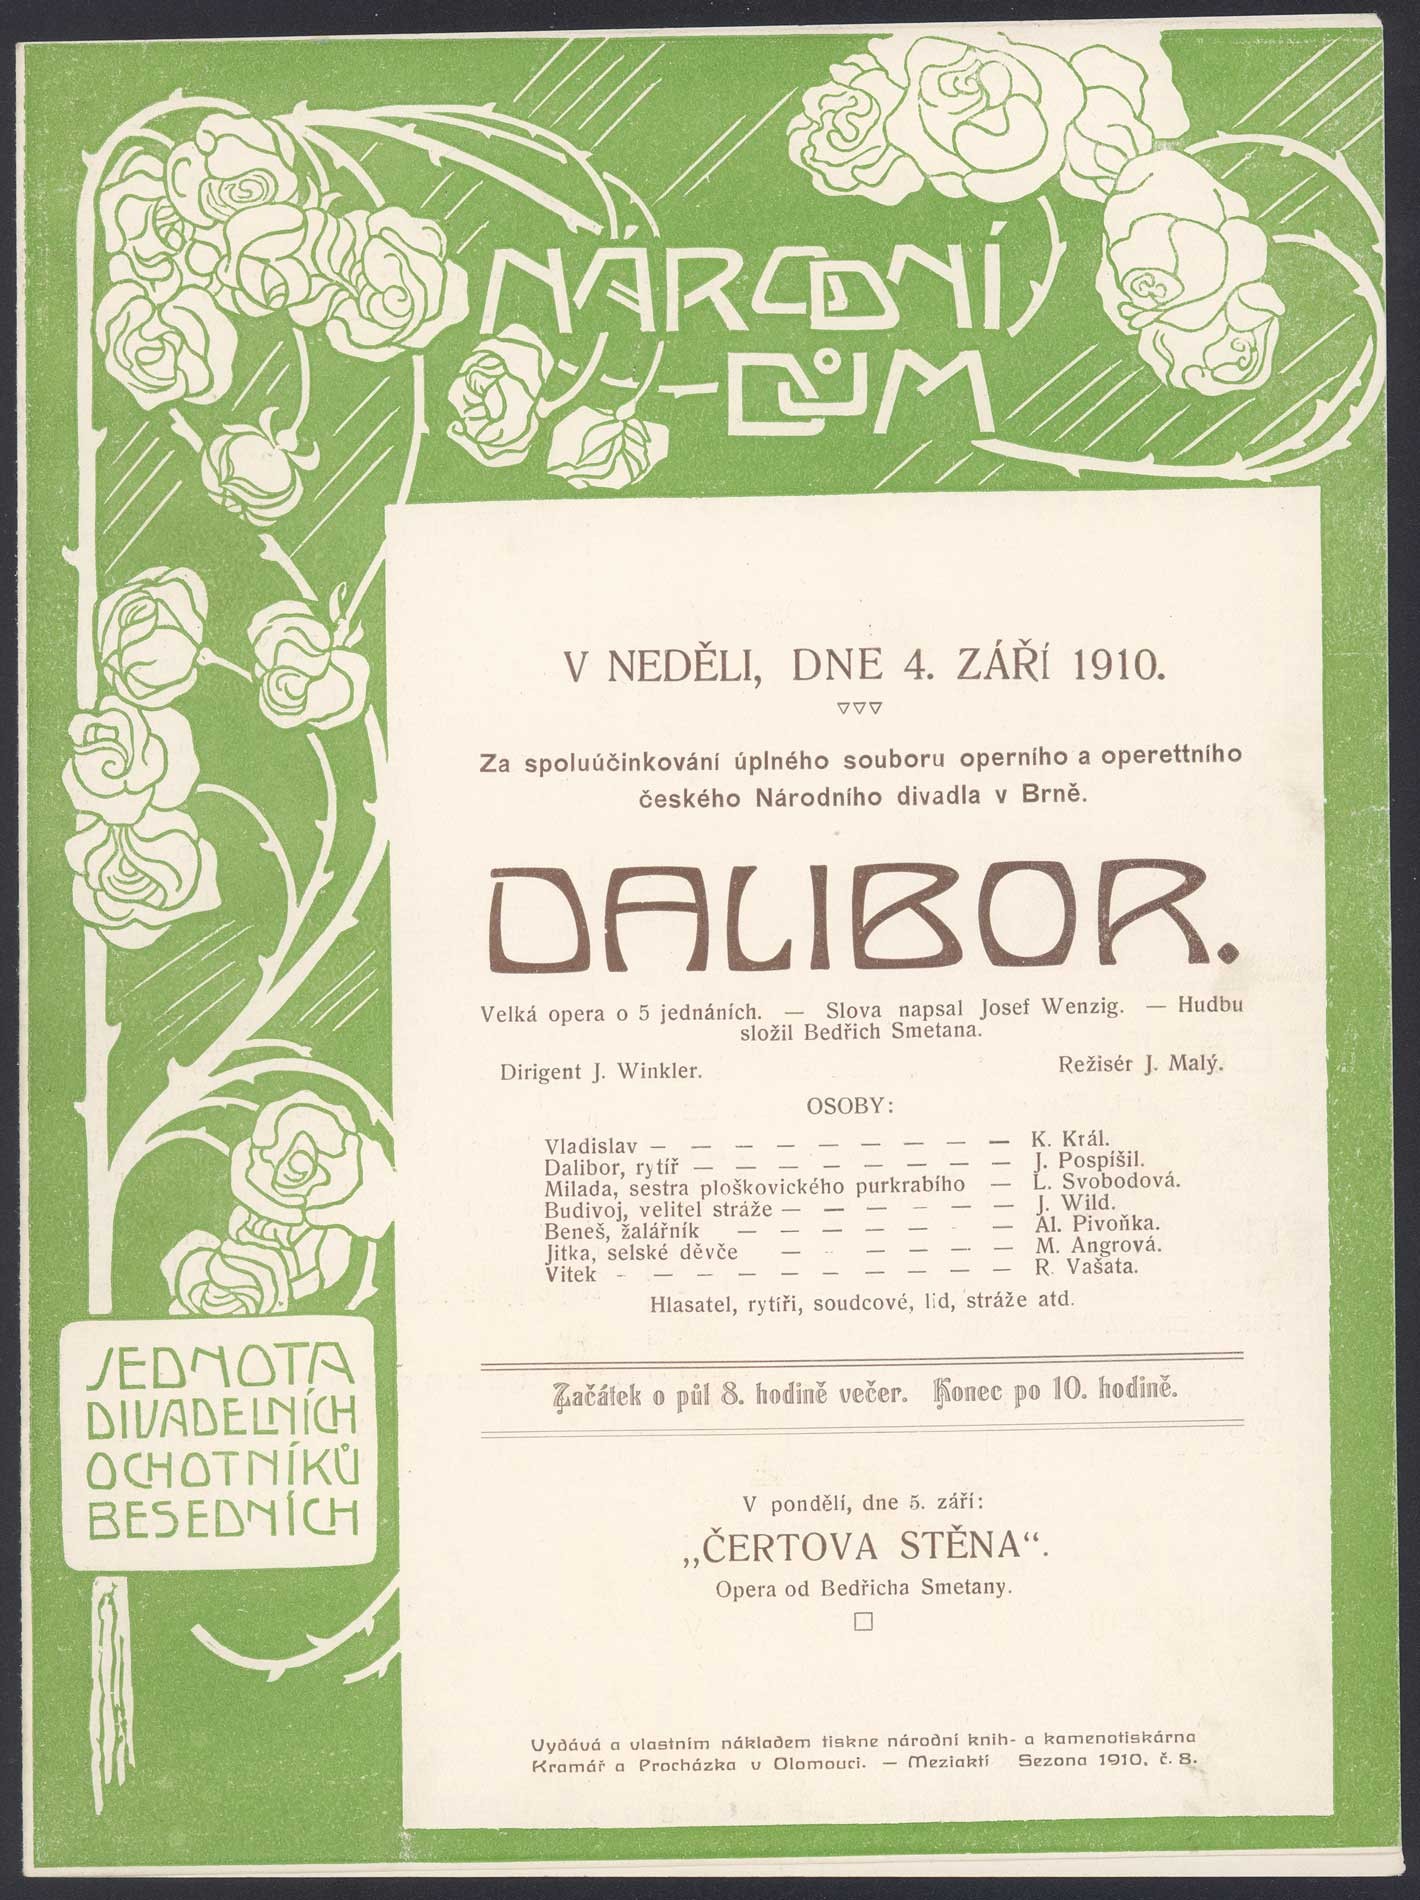 NÁRODNÍ
DŮM
V NEDĚLI, DNE 4. ZÁŘÍ 1910.
Za spoluúčinkování úplného souboru operního a operettního
českého Národního divadla v Brně.
DALIBOR.
Velká opera o 5 jednáních. — Slova napsal Josef Wenzig. — Hudbu
složil Bedřich Smetana.
Dirigent J. Winkler. Režisér J. Malý.
OSOBY:
Vladislav — — — — — — — — — K. Král.
Dalibor, rytíř — — — — — — — — J. Pospíšil.
Milada, sestra ploškovického purkrabího — L. Svobodová.
Budivoj, velitel stráže — — — — — — J. Wild.
Beneš, žalářník — — — — — — — Al. Pivoňka.
Jitka, selské děvče — — — — — — M. Angrová.
Vitek — — — — — — — — — — R. Vašata.
Hlasatel, rytíři, soudcové, lid, stráže atd.
Začátek o půl 8. hodině večer. Konec po 10. hodině.
V pondělí, dne 5. září:
„ČERTOVA STĚNA“.
Opera od Bedřicha Smetany.
Vydává a vlastním nákladem tiskne národní knih- a kamenotiskárna
Kramář a Procházka v Olomouci. — Meziaktí Sezona 1910, č. 8.
JEDNOTA
DIVADELNÍCH
OCHOTNÍKŮ
BESEDNÍCH